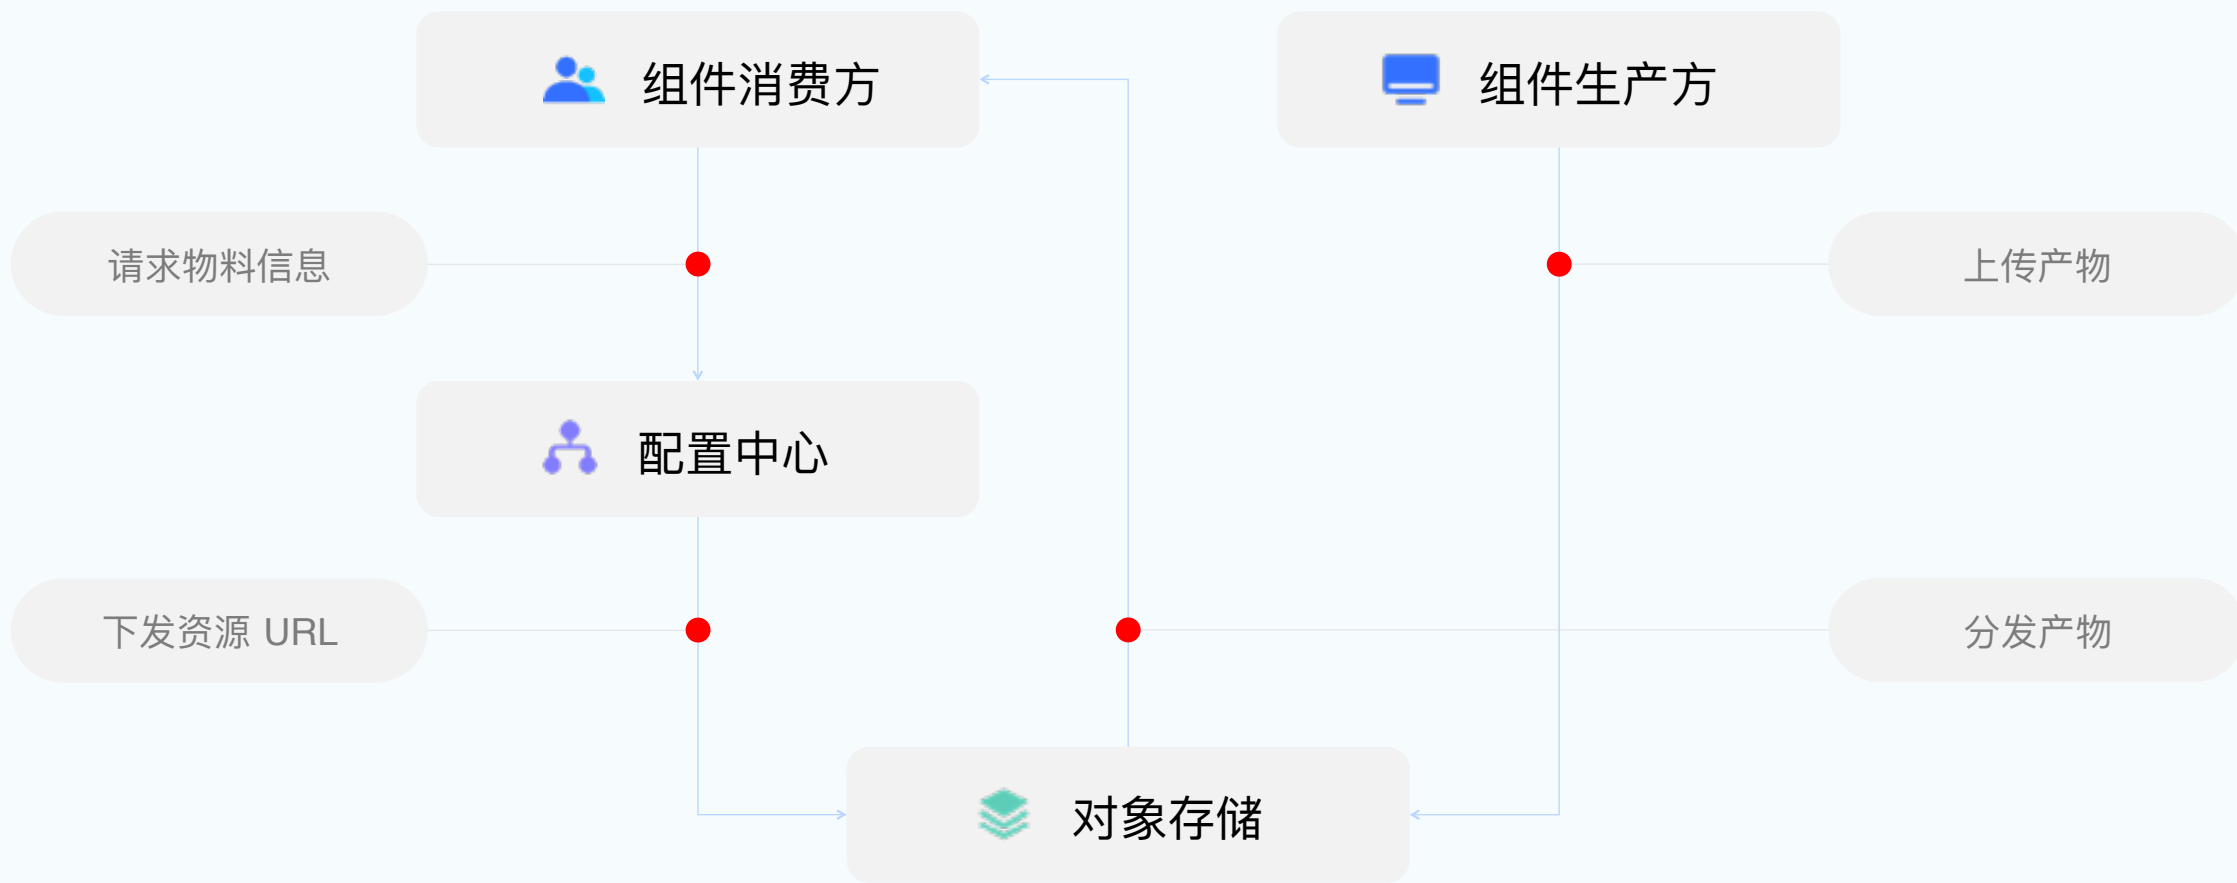 组件消费方
组件生产方
请求物料信息
上传产物
配置中心
下发资源 URL
分发产物
对象存储